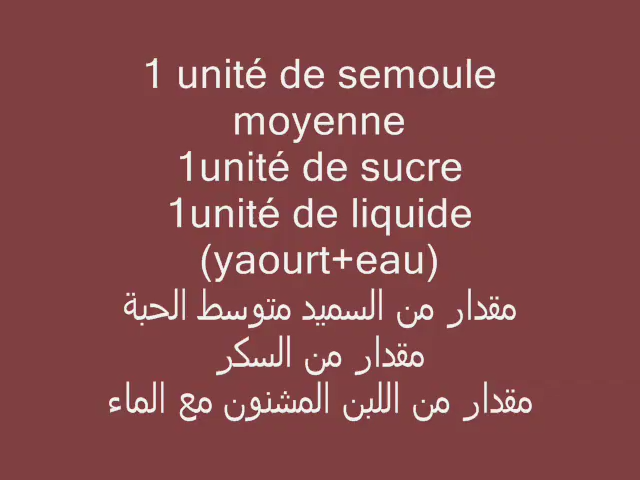 1 unité de semoule
moyenne
1unité de sucre
1unité de liquide
(yaourt+eau)
مقدار من السميد متوسط الحبة
مقدار من السكر
مقدار من اللبن المشنون مع الماء